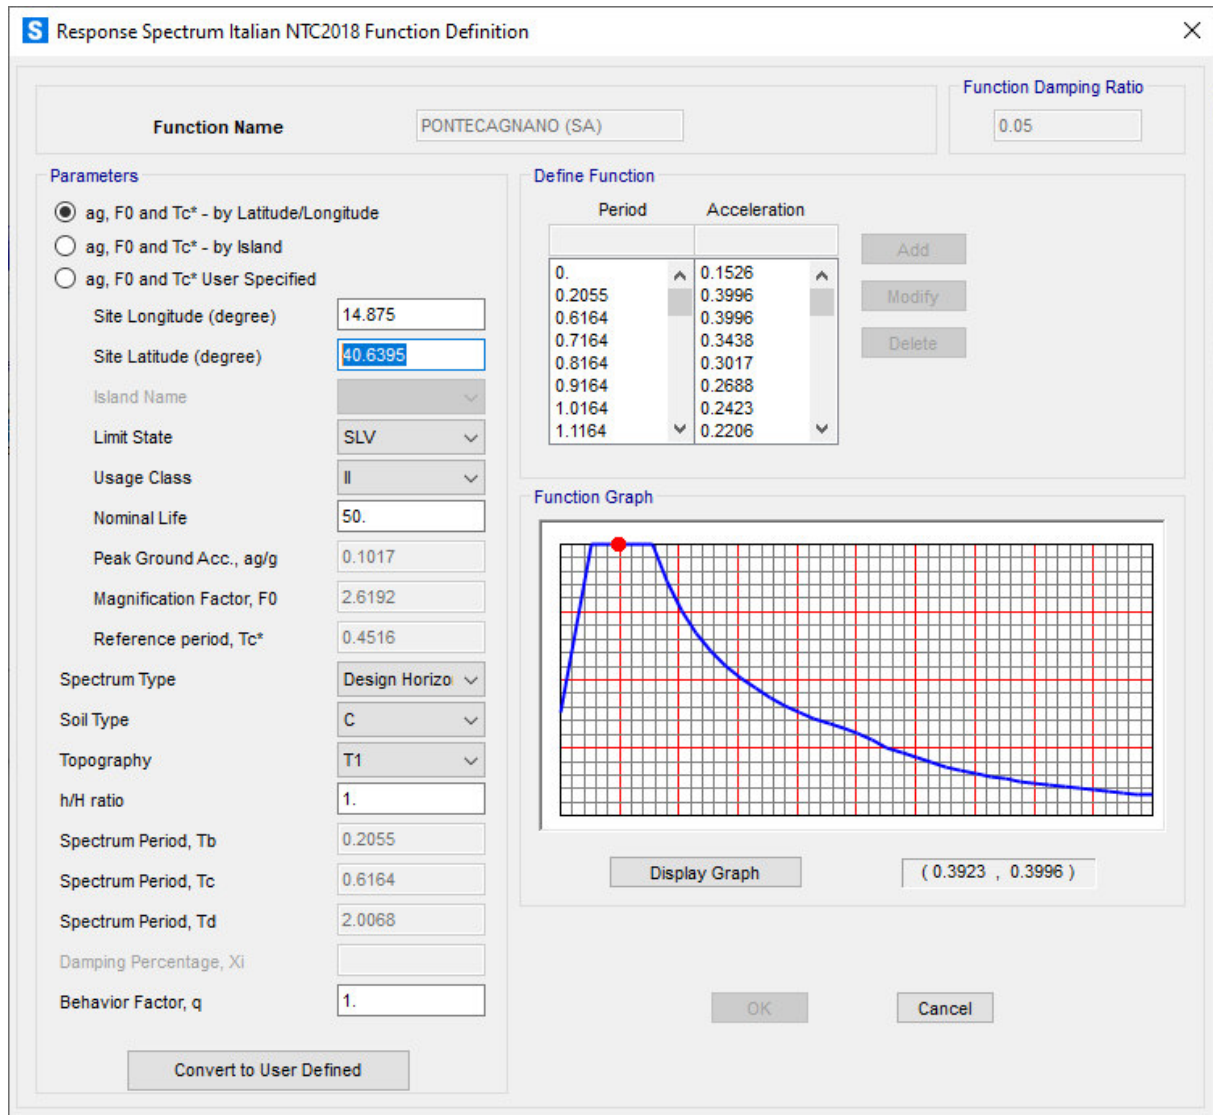 S Response Spectrum Italian NTC2018 Function Definition
Function Damping Ratio
Function Name PONTECAGNANO (SA) 0.05
Parameters
ag, F0 and Tc* - by Latitude/Longitude
ag, F0 and Tc* - by Island
ag, F0 and Tc* User Specified
Site Longitude (degree) 14.875
Site Latitude (degree) 40.6395
Island Name
Limit State SLV
Usage Class II
Nominal Life 50.
Peak Ground Acc., ag/g 0.1017
Magnification Factor, F0 2.6192
Reference period, Tc* 0.4516
Spectrum Type Design Horizo
Soil Type C
Topography T1
h/H ratio 1.
Spectrum Period, Tb 0.2055
Spectrum Period, Tc 0.6164
Spectrum Period, Td 2.0068
Damping Percentage, Xi
Behavior Factor, q 1.
Convert to User Defined
Define Function
Period Acceleration
0. 0.1526
0.2055 0.3996
0.6164 0.3996
0.7164 0.3438
0.8164 0.3017
0.9164 0.2688
1.0164 0.2423
1.1164 0.2206
Add
Modify
Delete
Function Graph
Display Graph ( 0.3923 , 0.3996 )
OK Cancel